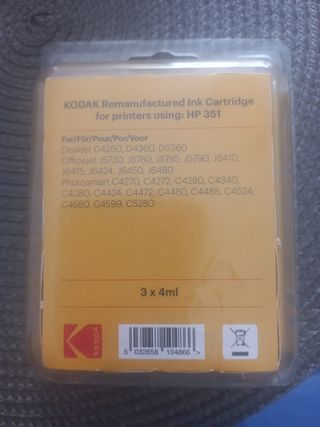 KODAK Remanufactured Ink Cartridge
for printers using: HP 351
For/Für/Pour/Por/Voor
Deskjet D4260, D4360, D5360
Officejet J5730, J5780, J5785, J5790, J6410,
J6415, J6424, J6450, J6480
Photosmart C4270, C4272, C4280, C4340,
C4380, C4424, C4472, C4480, C4485, C4524,
C4580, C4599, C5280
3 x 4ml
KODAK
5 032658 104866 >